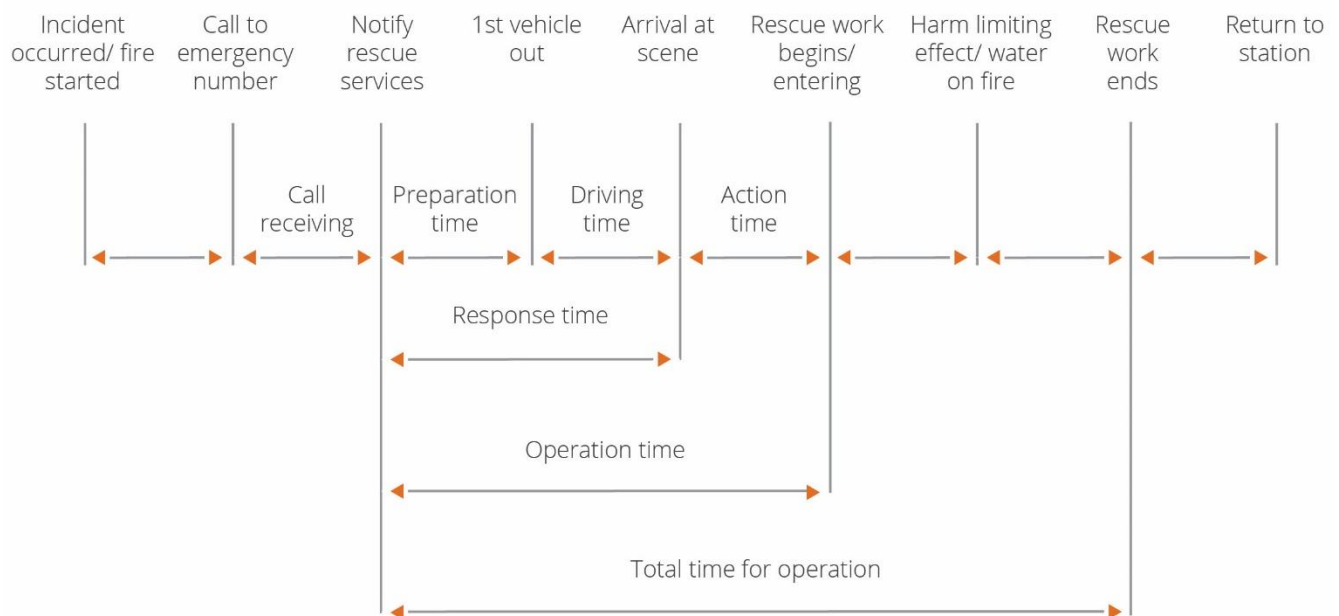 Incident
occurred/ fire
started
Call to
emergency
number
Notify
rescue
services
1st vehicle
out
Arrival at
scene
Rescue work
begins/
entering
Harm limiting
effect/ water
on fire
Rescue
work
ends
Return to
station
Call
receiving
Preparation
time
Driving
time
Action
time
Response time
Operation time
Total time for operation